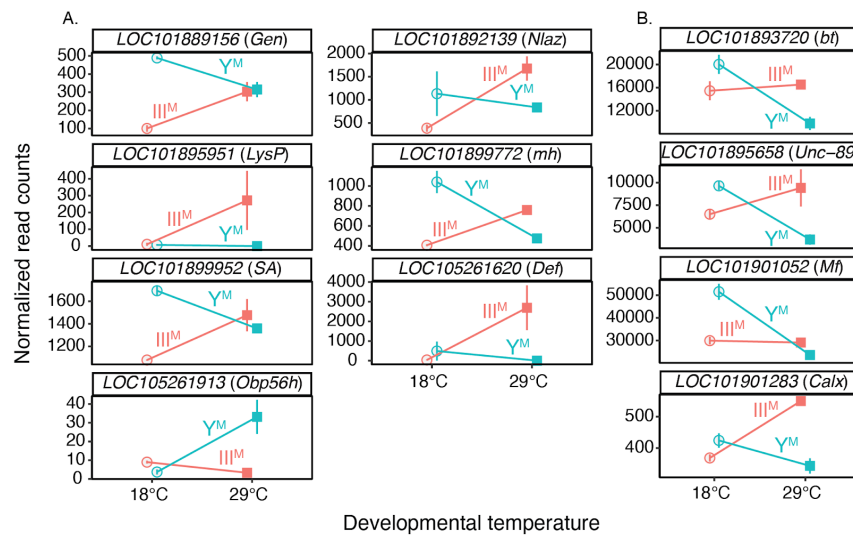 A.
LOC101889156 (Gen)
500
400
300
200
100
Y^M
III^M
LOC101892139 (Nlaz)
2000
1500
1000
500
III^M
Y^M
B.
LOC101893720 (bt)
20000
16000
12000
III^M
Y^M
LOC101895951 (LysP)
400
300
200
100
0
III^M
Y^M
LOC101899772 (mh)
1000
800
600
400
Y^M
III^M
LOC101895658 (Unc–89
10000
7500
5000
III^M
Y^M
LOC101899952 (SA)
1600
1400
1200
Y^M
III^M
LOC105261620 (Def)
4000
3000
2000
1000
0
III^M
Y^M
18°C 29°C
LOC101901052 (Mf)
50000
40000
30000
Y^M
III^M
LOC105261913 (Obp56h)
40
30
20
10
0
Y^M
III^M
18°C 29°C
LOC101901283 (Calx)
500
400
III^M
Y^M
18°C 29°C
Normalized read counts
Developmental temperature